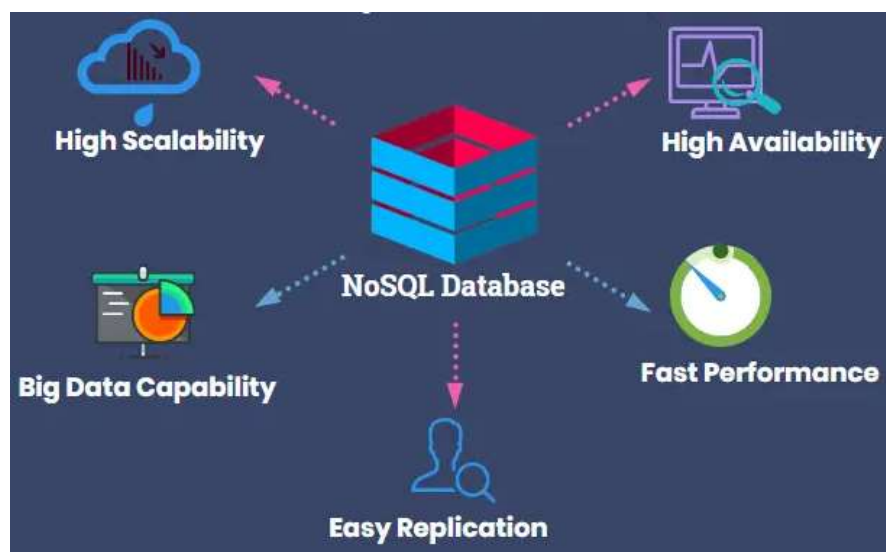 High Scalability
High Availability
NoSQL Database
Big Data Capability
Fast Performance
Easy Replication